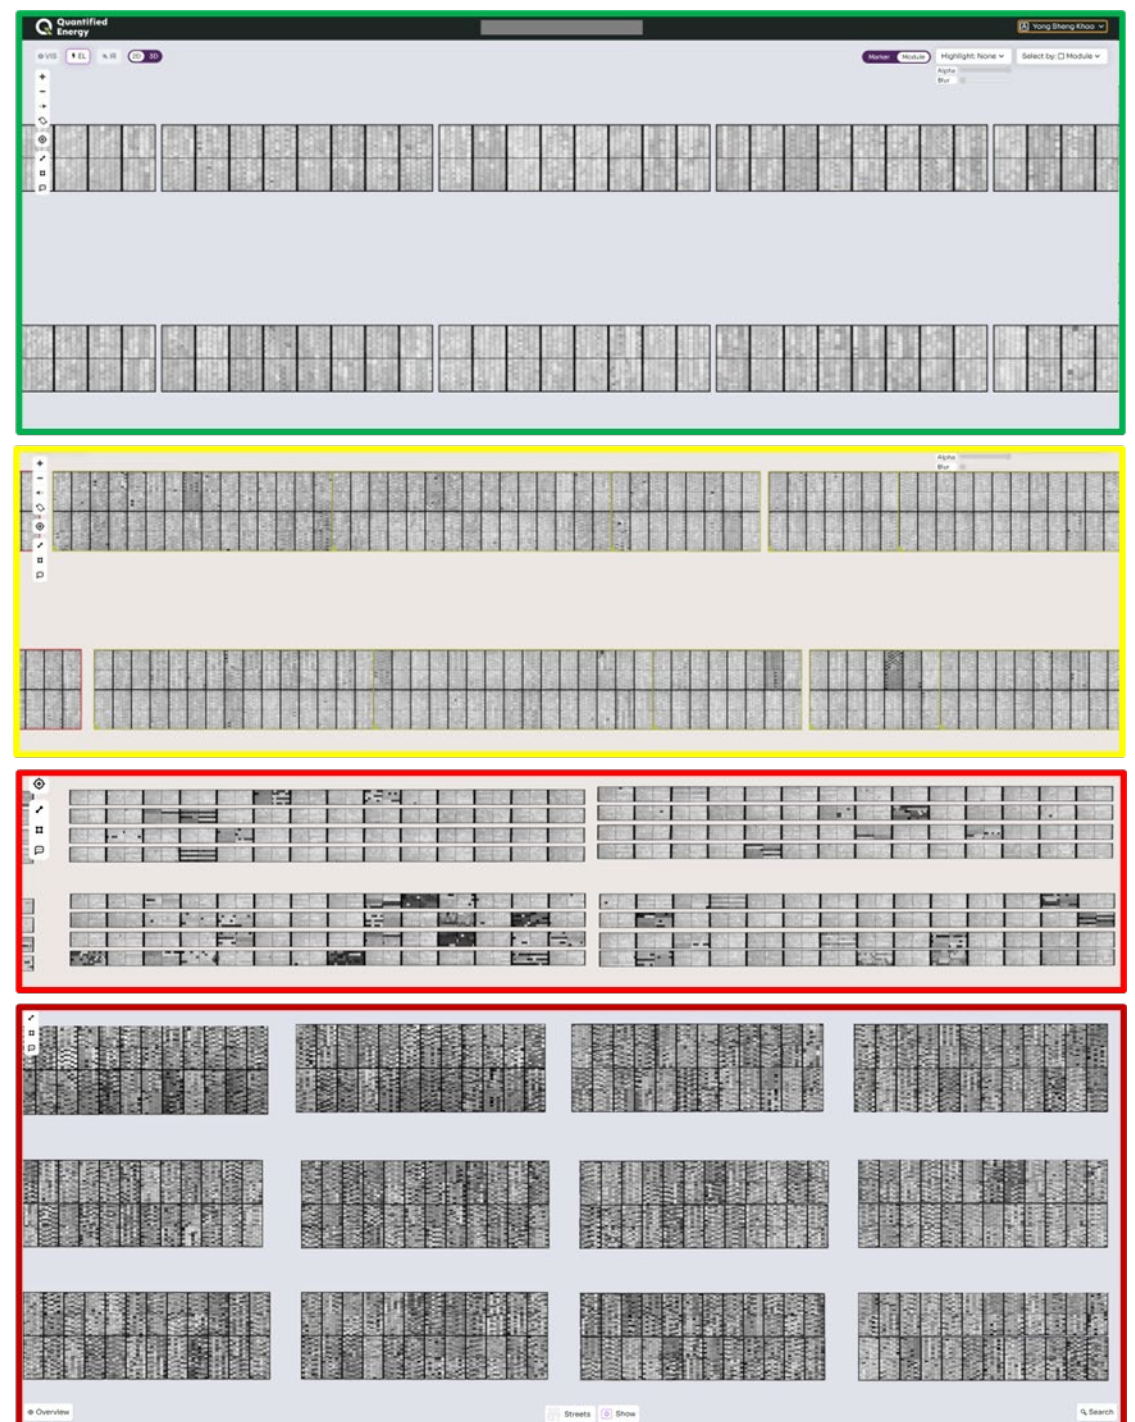 Quantified
Energy
Yong Sheng Khoo
VIS
EL
IR
2D
3D
Marker
Module
Highlight: None
Select by: Module
Alpha
Blur
Alpha
Blur
Overview
Streets
Show
Search